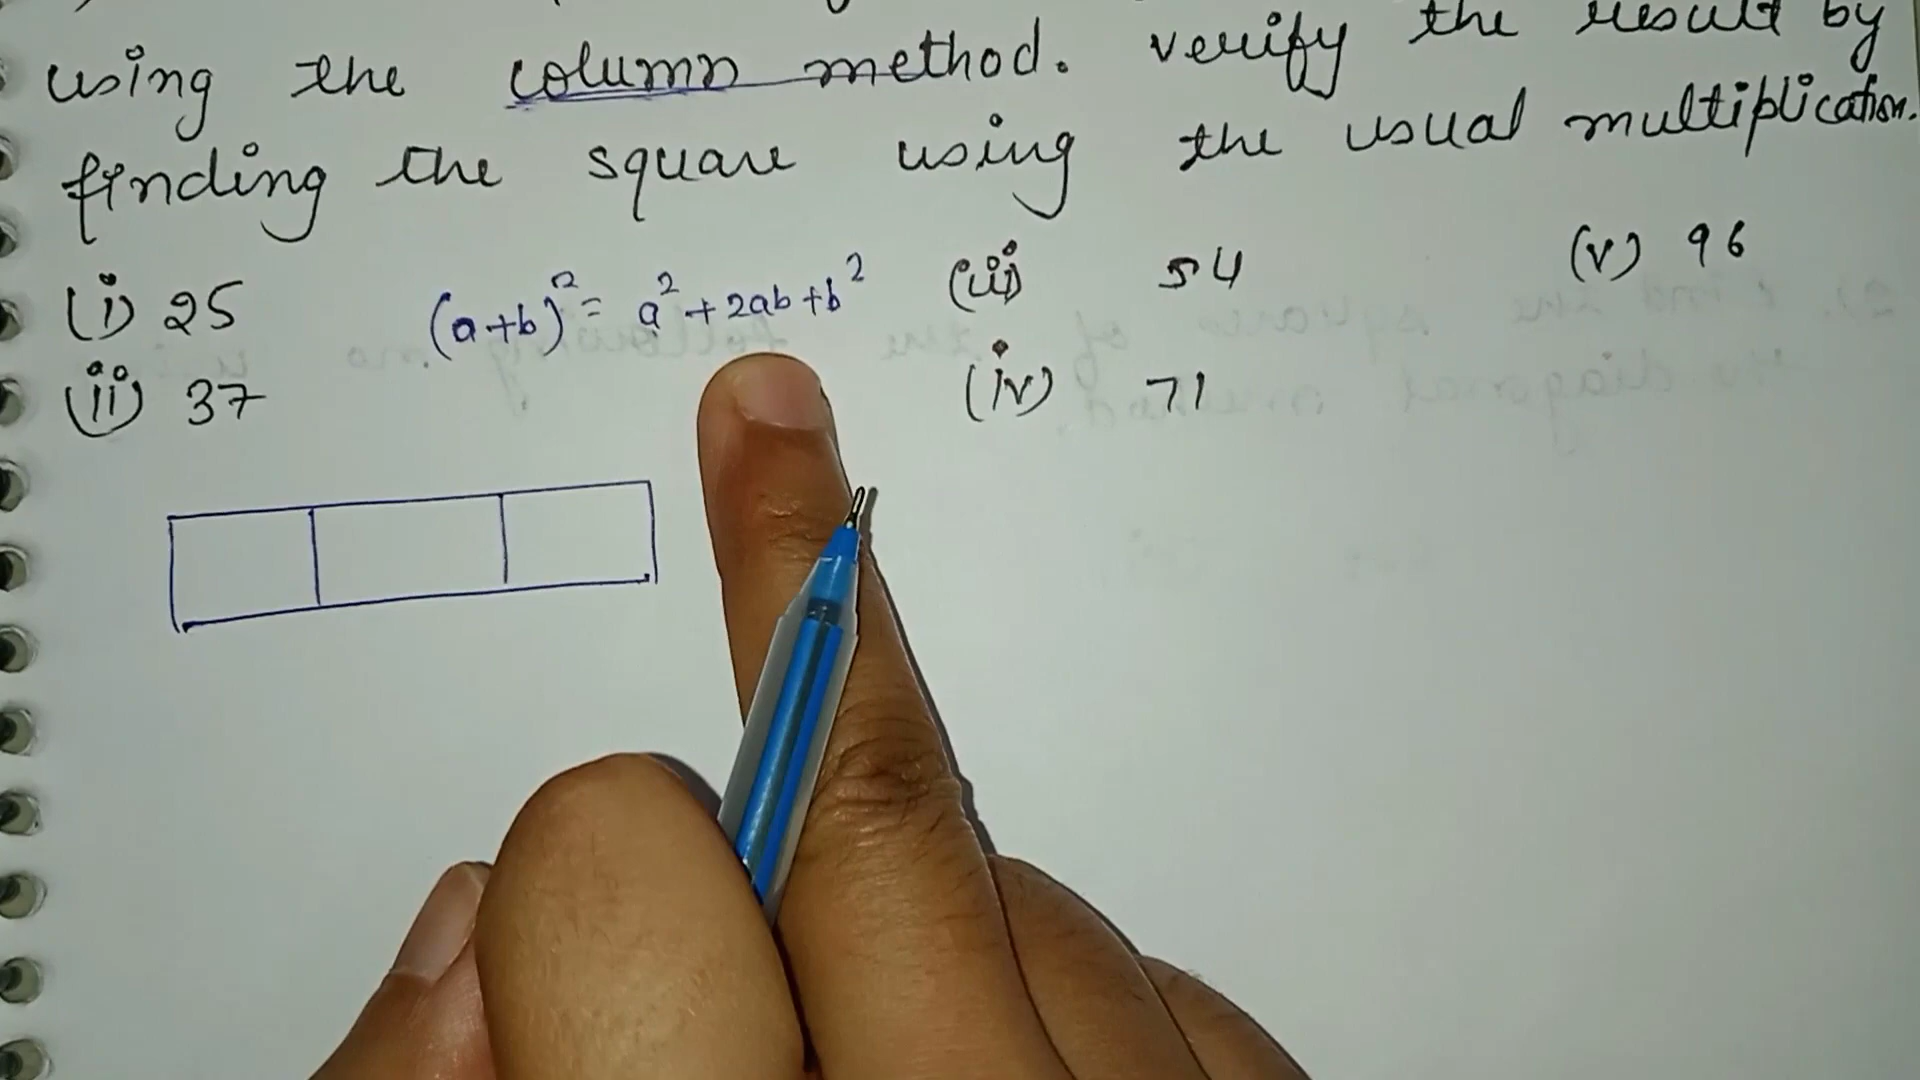 using the column method. verify the result by
finding the square using the usual multiplication.
(i) 25 (a+b)² = a² + 2ab + b² (iii) 54 (v) 96
(ii) 37 (iv) 71